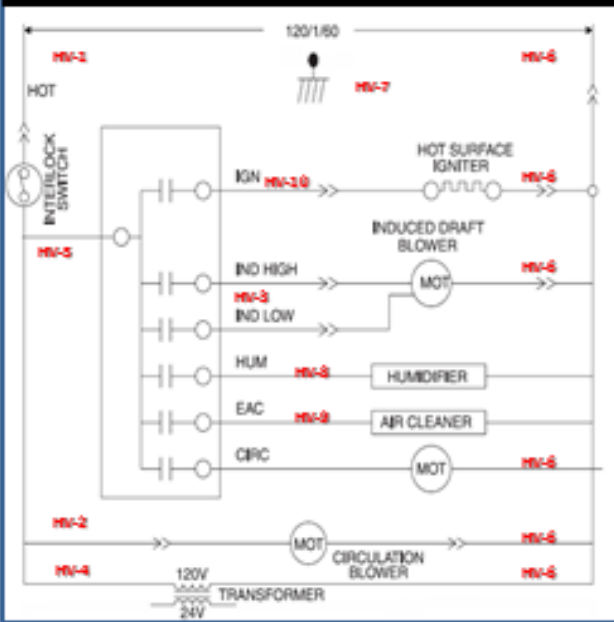 120/1/60
HV-1
HV-6
HOT
HV-7
INTERLOCK
SWITCH
HOT SURFACE
IGNITER
IGN
HV-10
HV-6
INDUCED DRAFT
BLOWER
HV-5
IND HIGH
MOT
HV-6
HV-3
IND LOW
HUM
HV-8
HUMIDIFIER
EAC
HV-9
AIR CLEANER
CIRC
MOT
HV-6
HV-2
MOT
HV-6
CIRCULATION
BLOWER
HV-4
120V
HV-6
TRANSFORMER
24V